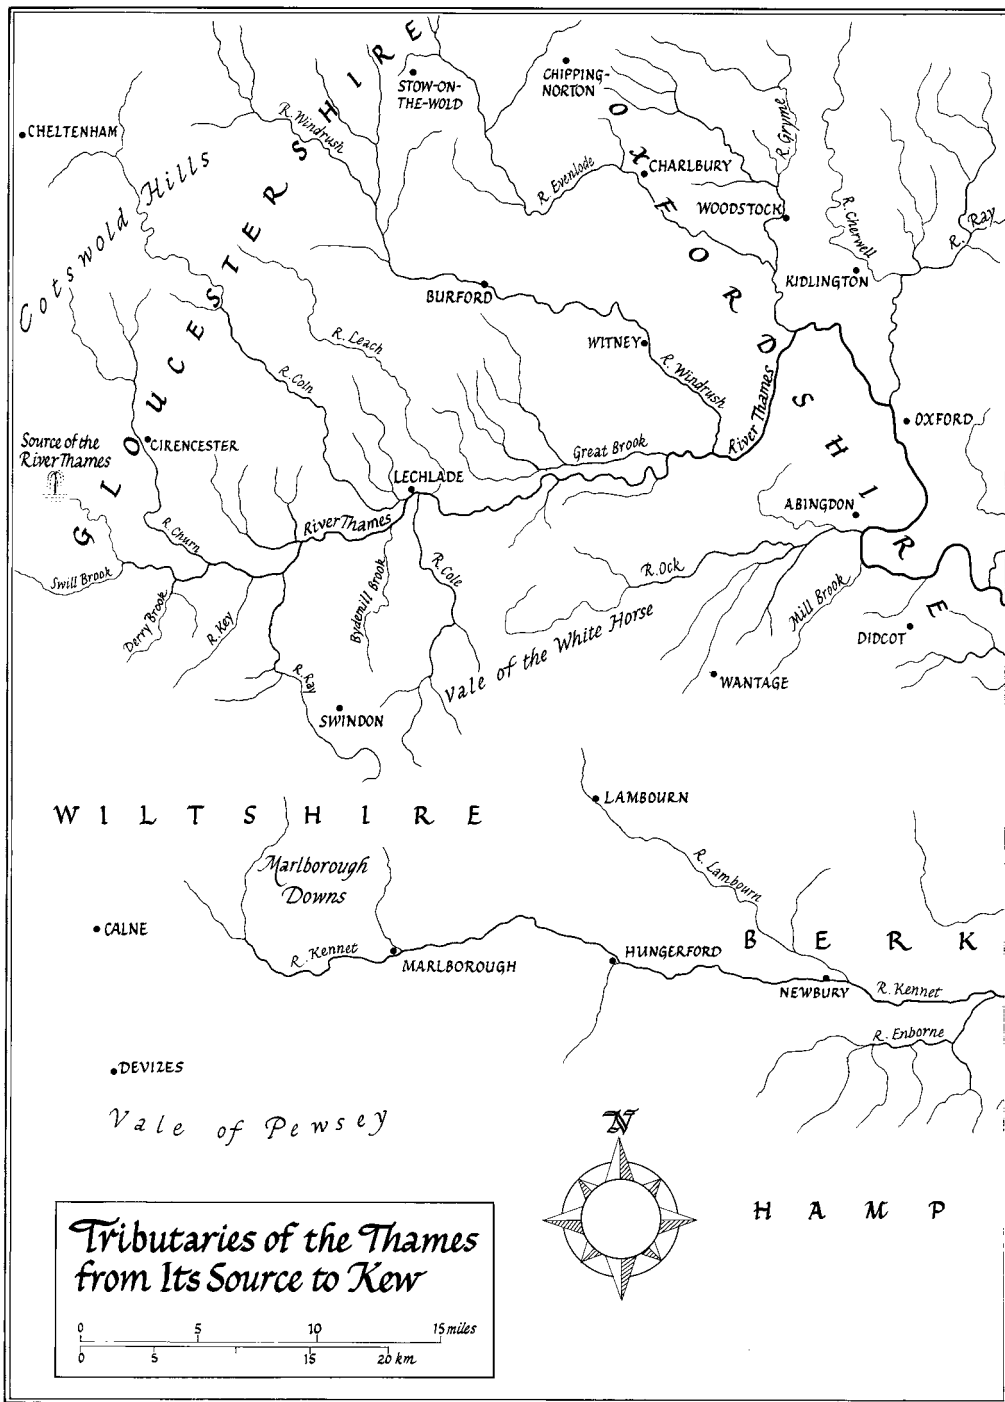 GLOUCESTERSHIRE
STOW-ON-
THE-WOLD
CHIPPING-
NORTON
CHELTENHAM
R. Windrush
Cotswold Hills
R. Evenlode
CHARLBURY
R. Gryme
WOODSTOCK
R. Cherwell
R. Ray
KIDLINGTON
OXFORDSHIRE
BURFORD
R. Leach
WITNEY
R. Windrush
R. Coln
River Thames
OXFORD
CIRENCESTER
Source of the
River Thames
Great Brook
LECHLADE
ABINGDON
River Thames
R. Churn
Swill Brook
Derry Brook
R. Key
Bydemill Brook
R. Cole
R. Ock
Mill Brook
Vale of the White Horse
DIDCOT
WANTAGE
R. Ray
SWINDON
WILTSHIRE
LAMBOURN
Marlborough
Downs
R. Lambourn
CALNE
R. Kennet
MARLBOROUGH
HUNGERFORD
BERK
NEWBURY
R. Kennet
R. Enborne
DEVIZES
Vale of Pewsey
N
HAMP
Tributaries of the Thames
from Its Source to Kew
0 5 10 15 miles
0 5 15 20 km